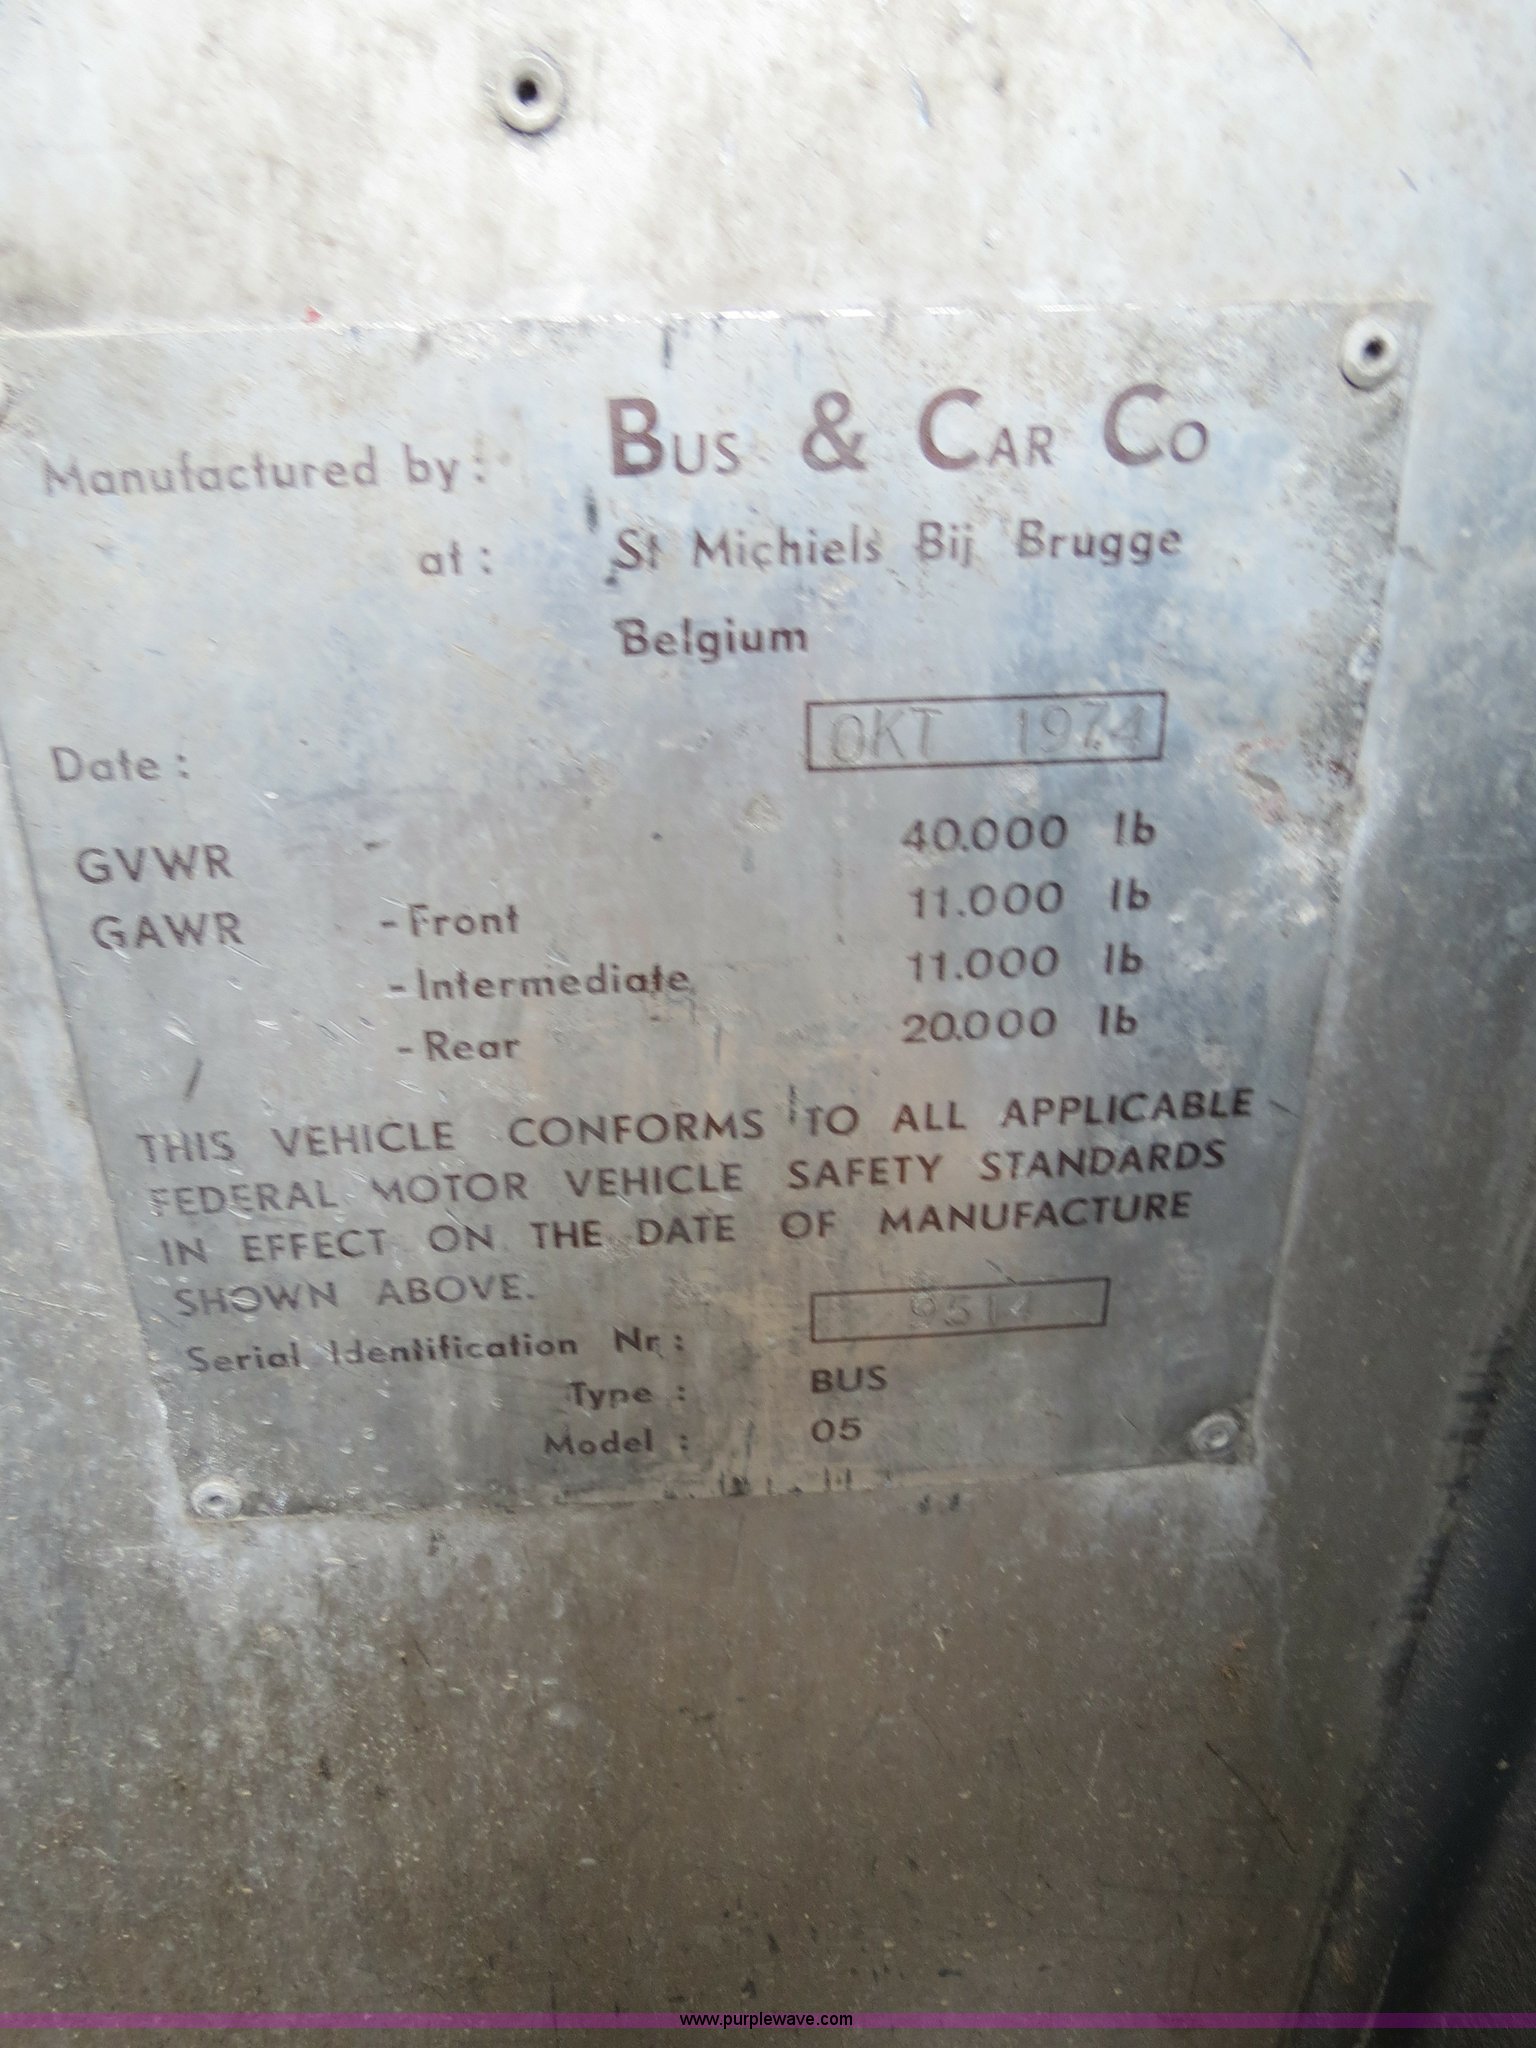 Manufactured by: BUS & CAR CO
at: St Michiels Bij Brugge
Belgium
Date: OKT 1974
GVWR - 40.000 lb
GAWR - Front 11.000 lb
- Intermediate 11.000 lb
- Rear 20.000 lb
THIS VEHICLE CONFORMS TO ALL APPLICABLE
FEDERAL MOTOR VEHICLE SAFETY STANDARDS
IN EFFECT ON THE DATE OF MANUFACTURE
SHOWN ABOVE.
Serial Identification Nr: 9514
Type: BUS
Model: 05
www.purplewave.com